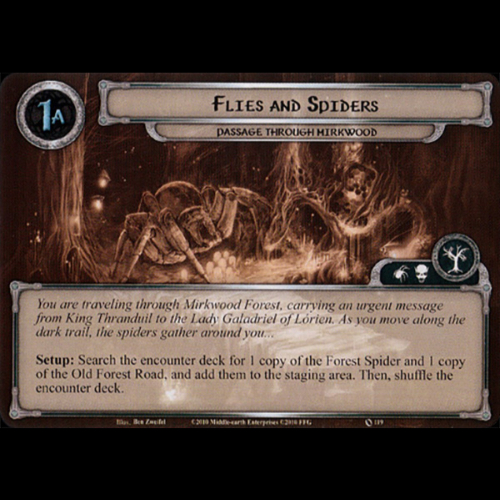 1A
FLIES AND SPIDERS
PASSAGE THROUGH MIRKWOOD
You are traveling through Mirkwood Forest, carrying an urgent message
from King Thranduil to the Lady Galadriel of Lórien. As you move along the
dark trail, the spiders gather around you...
Setup: Search the encounter deck for 1 copy of the Forest Spider and 1 copy
of the Old Forest Road, and add them to the staging area. Then, shuffle the
encounter deck.
Illus. Ben Zweifel ©2010 Middle-earth Enterprises ©2010 FFG 119